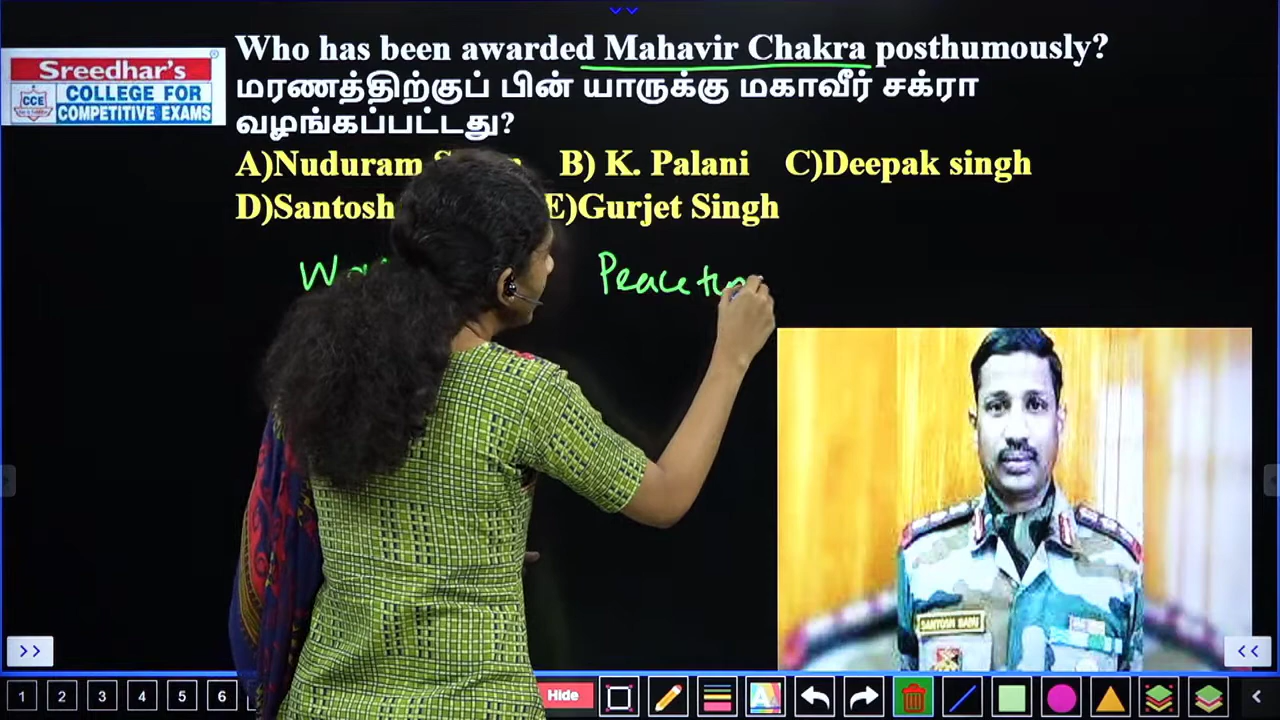 Sreedhar's
CCE
COLLEGE FOR
COMPETITIVE EXAMS
Who has been awarded Mahavir Chakra posthumously?
மரணத்திற்குப் பின் யாருக்கு மகாவீர் சக்ரா
வழங்கப்பட்டது?
A)Nuduram B) K. Palani C)Deepak singh
D)Santosh E)Gurjet Singh
Peace
SANTOSH BABU
>> <<
1 2 3 4 5 6 Hide